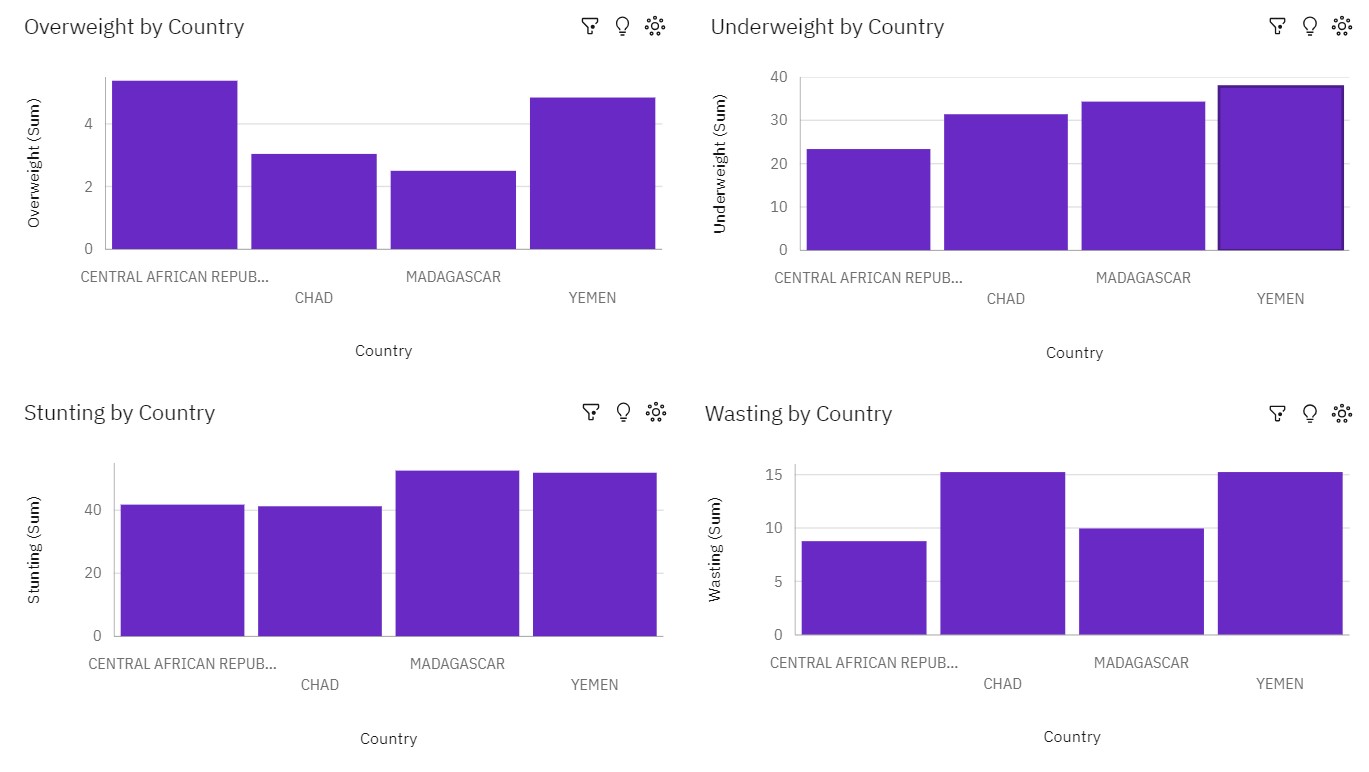 Overweight by Country
Overweight (Sum)
4
2
0
CENTRAL AFRICAN REPUB...
CHAD
MADAGASCAR
YEMEN
Country
Underweight by Country
Underweight (Sum)
40
30
20
10
0
CENTRAL AFRICAN REPUB...
CHAD
MADAGASCAR
YEMEN
Country
Stunting by Country
Stunting (Sum)
40
20
0
CENTRAL AFRICAN REPUB...
CHAD
MADAGASCAR
YEMEN
Country
Wasting by Country
Wasting (Sum)
15
10
5
0
CENTRAL AFRICAN REPUB...
CHAD
MADAGASCAR
YEMEN
Country